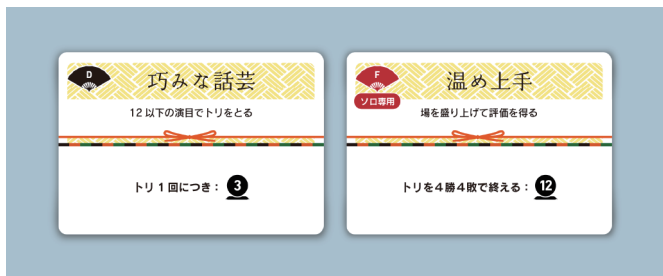 D
巧みな話芸
12以下の演目でトリをとる
トリ1回につき：3
F
ソロ専用
温め上手
場を盛り上げて評価を得る
トリを4勝4敗で終える：12